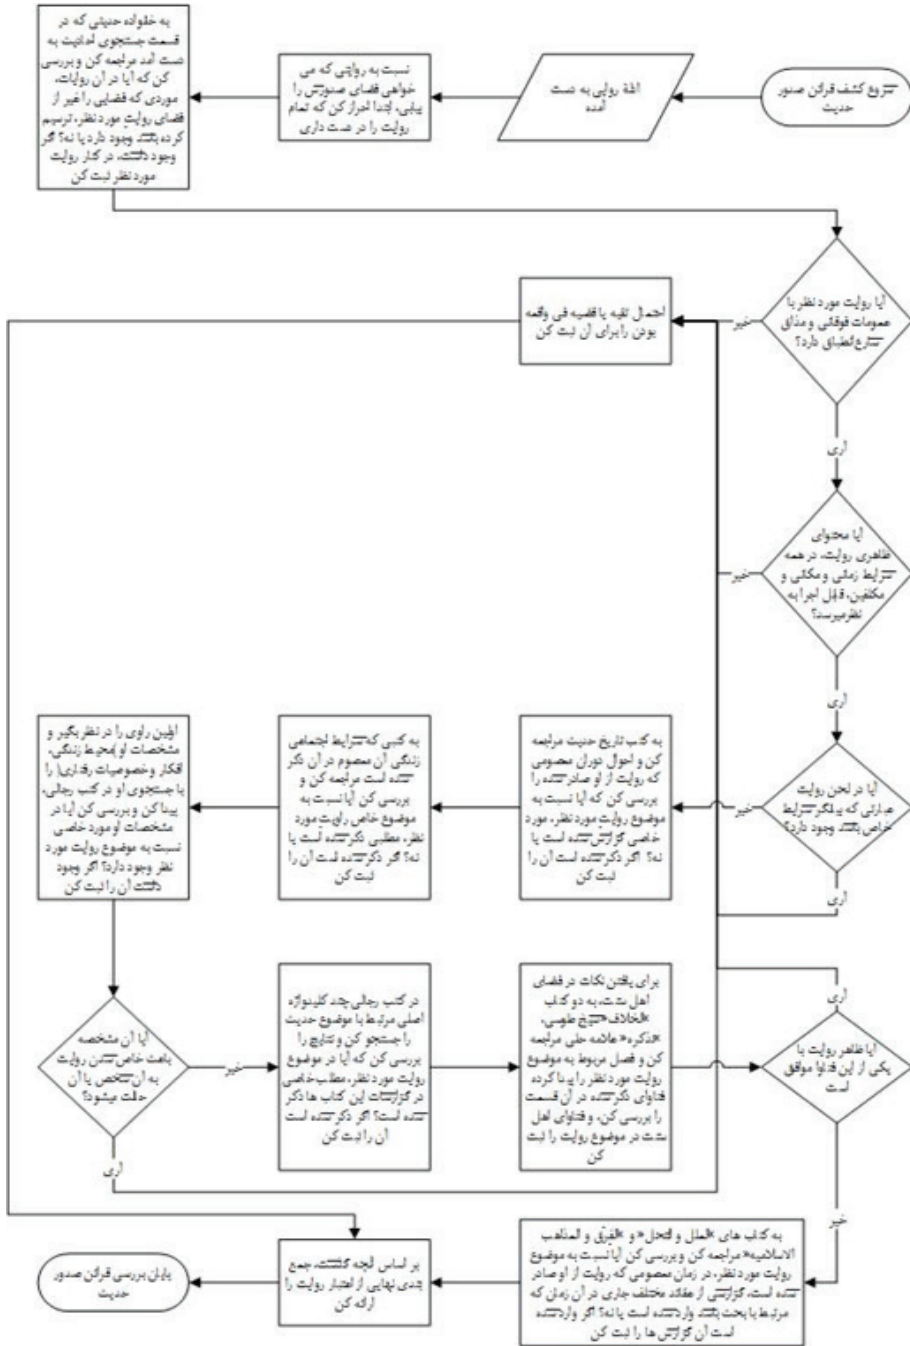 شروع کشف قرائن صدور
حدیث
ادلهٔ روایی به دست
آمده
نسبت به روایتی که می
خواهی فضای صدورش را
بیابی، ابتدا احراز کن که تمام
روایت را در دست داری
به خانواده حدیثی که در
قسمت جستجوی احادیث به
دست آمد مراجعه کن و بررسی
کن که آیا در آن روایات،
موردی که فضایی را غیر از
فضای روایتِ مورد نظر، ترسیم
کرده باشد وجود دارد یا نه؟ اگر
وجود داشت، در کنار روایت
مورد نظر ثبت کن
آیا روایت مورد نظر با
عمومات فوقانی و مذاق
شارع انطباق دارد؟
خیر
احتمال تقیه یا قضیه فی واقعه
بودن را برای آن ثبت کن
آری
آیا محتوای
ظاهری روایت، در همه
شرایط زمانی و مکانی و
مکلفین، قابل اجرا به
نظر میرسد؟
خیر
آری
آیا در لحن روایت
عبارتی که بیانگر شرایط
خاص باشد وجود دارد؟
خیر
آری
به کتب تاریخ حدیث مراجعه
کن و احوال دوران معصومی
که روایت از او صادر شده را
بررسی کن که آیا نسبت به
موضوع روایت مورد نظر، مورد
خاصی گزارش شده است یا
نه؟ اگر ذکر شده است آن را
ثبت کن
به کتبی که شرایط اجتماعی
زندگی آن معصوم در آن ذکر
شده است مراجعه کن و
بررسی کن آیا نسبت به
موضوع خاص روایتِ مورد
نظر، مطلبی ذکر شده است یا
نه؟ اگر ذکر شده است آن را
ثبت کن
اولین راوی را در نظر بگیر و
مشخصات او (محیط زندگی،
افکار و خصوصیات رفتاری) را
با جستجوی او در کتب رجالی،
پیدا کن و بررسی کن آیا در
مشخصات او مورد خاصی
نسبت به موضوع روایت مورد
نظر وجود دارد؟ اگر وجود
داشت آن را ثبت کن
آیا آن مشخصه
باعث خاص شدن روایت
به آن شخص یا آن
حالت میشود؟
خیر
آری
در کتب رجالی چند کلیدواژه
اصلی مرتبط با موضوع حدیث
را جستجو کن و نتایج را
بررسی کن که آیا در موضوع
روایت مورد نظر، مطلب خاصی
در گزارشات این کتاب ها ذکر
شده است؟ اگر ذکر شده است
آن را ثبت کن
برای یافتن نکات در فضای
اهل سنت، به دو کتاب
»الخلاف«شیخ طوسی،
»تذکره« علامه حلی مراجعه
کن و فصل مربوط به موضوع
روایت مورد نظر را پیدا کرده
فتاوای ذکر شده در آن قسمت
را بررسی کن، و فتاوای اهل
سنت در موضوع روایت را ثبت
کن
آیا ظاهر روایت با
یکی از این فتاوا موافق
است
آری
خیر
به کتاب های »الملل و النحل« و »الفِرَق و المذاهب
الاسلامیه« مراجعه کن و بررسی کن آیا نسبت به موضوع
روایت مورد نظر، در زمان معصومی که روایت از او صادر
شده است، گزارشی از عقائد مختلف جاری در آن زمان که
مرتبط با بحث باشد وارد شده است یا نه؟ اگر وارد شده
است آن گزارش ها را ثبت کن
بر اساس آنچه گذشت، جمع
بندی نهایی از اعتبار روایت را
ارائه کن
پایان بررسی قرائن صدور
حدیث